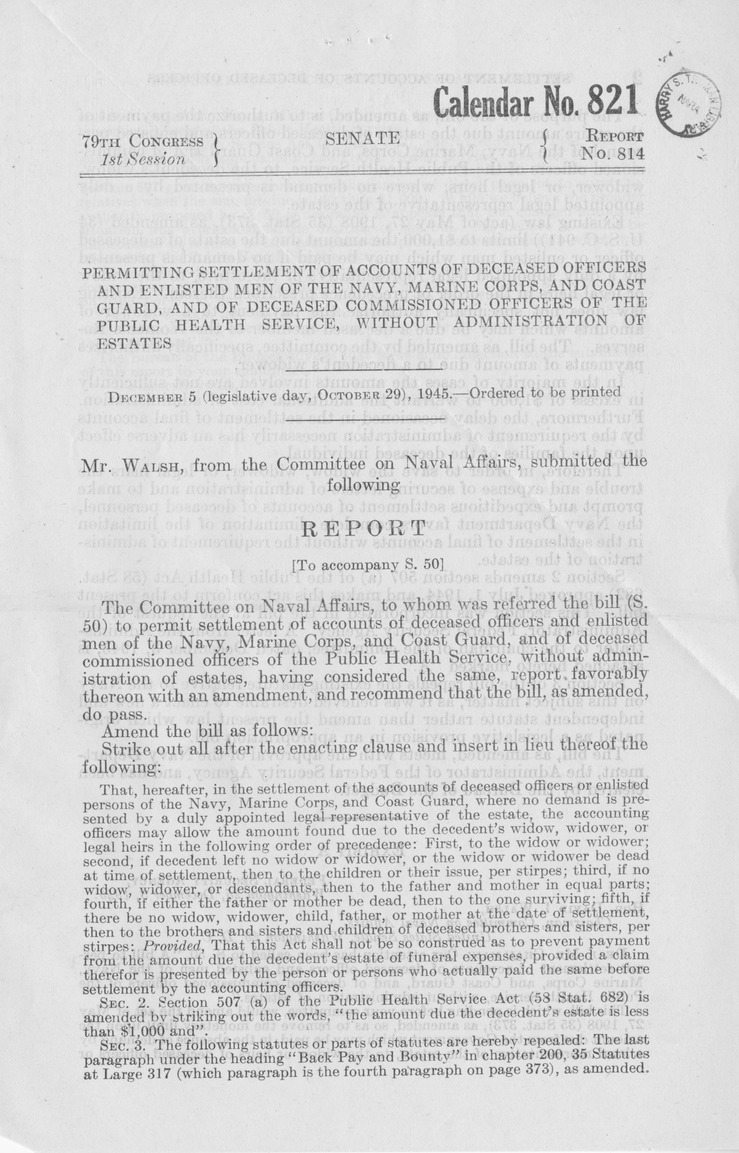 Calendar No. 821
79TH CONGRESS
1st Session
SENATE
REPORT
No. 814
PERMITTING SETTLEMENT OF ACCOUNTS OF DECEASED OFFICERS
AND ENLISTED MEN OF THE NAVY, MARINE CORPS, AND COAST
GUARD, AND OF DECEASED COMMISSIONED OFFICERS OF THE
PUBLIC HEALTH SERVICE, WITHOUT ADMINISTRATION OF
ESTATES
DECEMBER 5 (legislative day, OCTOBER 29), 1945.—Ordered to be printed
Mr. WALSH, from the Committee on Naval Affairs, submitted the
following
REPORT
[To accompany S. 50]
The Committee on Naval Affairs, to whom was referred the bill (S.
50) to permit settlement of accounts of deceased officers and enlisted
men of the Navy, Marine Corps, and Coast Guard, and of deceased
commissioned officers of the Public Health Service, without admin-
istration of estates, having considered the same, report favorably
thereon with an amendment, and recommend that the bill, as amended,
do pass.
Amend the bill as follows:
Strike out all after the enacting clause and insert in lieu thereof the
following:
That, hereafter, in the settlement of the accounts of deceased officers or enlisted
persons of the Navy, Marine Corps, and Coast Guard, where no demand is pre-
sented by a duly appointed legal representative of the estate, the accounting
officers may allow the amount found due to the decedent's widow, widower, or
legal heirs in the following order of precedence: First, to the widow or widower;
second, if decedent left no widow or widower, or the widow or widower be dead
at time of settlement, then to the children or their issue, per stirpes; third, if no
widow, widower, or descendants, then to the father and mother in equal parts;
fourth, if either the father or mother be dead, then to the one surviving; fifth, if
there be no widow, widower, child, father, or mother at the date of settlement,
then to the brothers and sisters and children of deceased brothers and sisters, per
stirpes: Provided, That this Act shall not be so construed as to prevent payment
from the amount due the decedent's estate of funeral expenses, provided a claim
therefor is presented by the person or persons who actually paid the same before
settlement by the accounting officers.
SEC. 2. Section 507 (a) of the Public Health Service Act (58 Stat. 682) is
amended by striking out the words, "the amount due the decedent's estate is less
than $1,000 and".
SEC. 3. The following statutes or parts of statutes are hereby repealed: The last
paragraph under the heading "Back Pay and Bounty" in chapter 200, 35 Statutes
at Large 317 (which paragraph is the fourth paragraph on page 373), as amended.